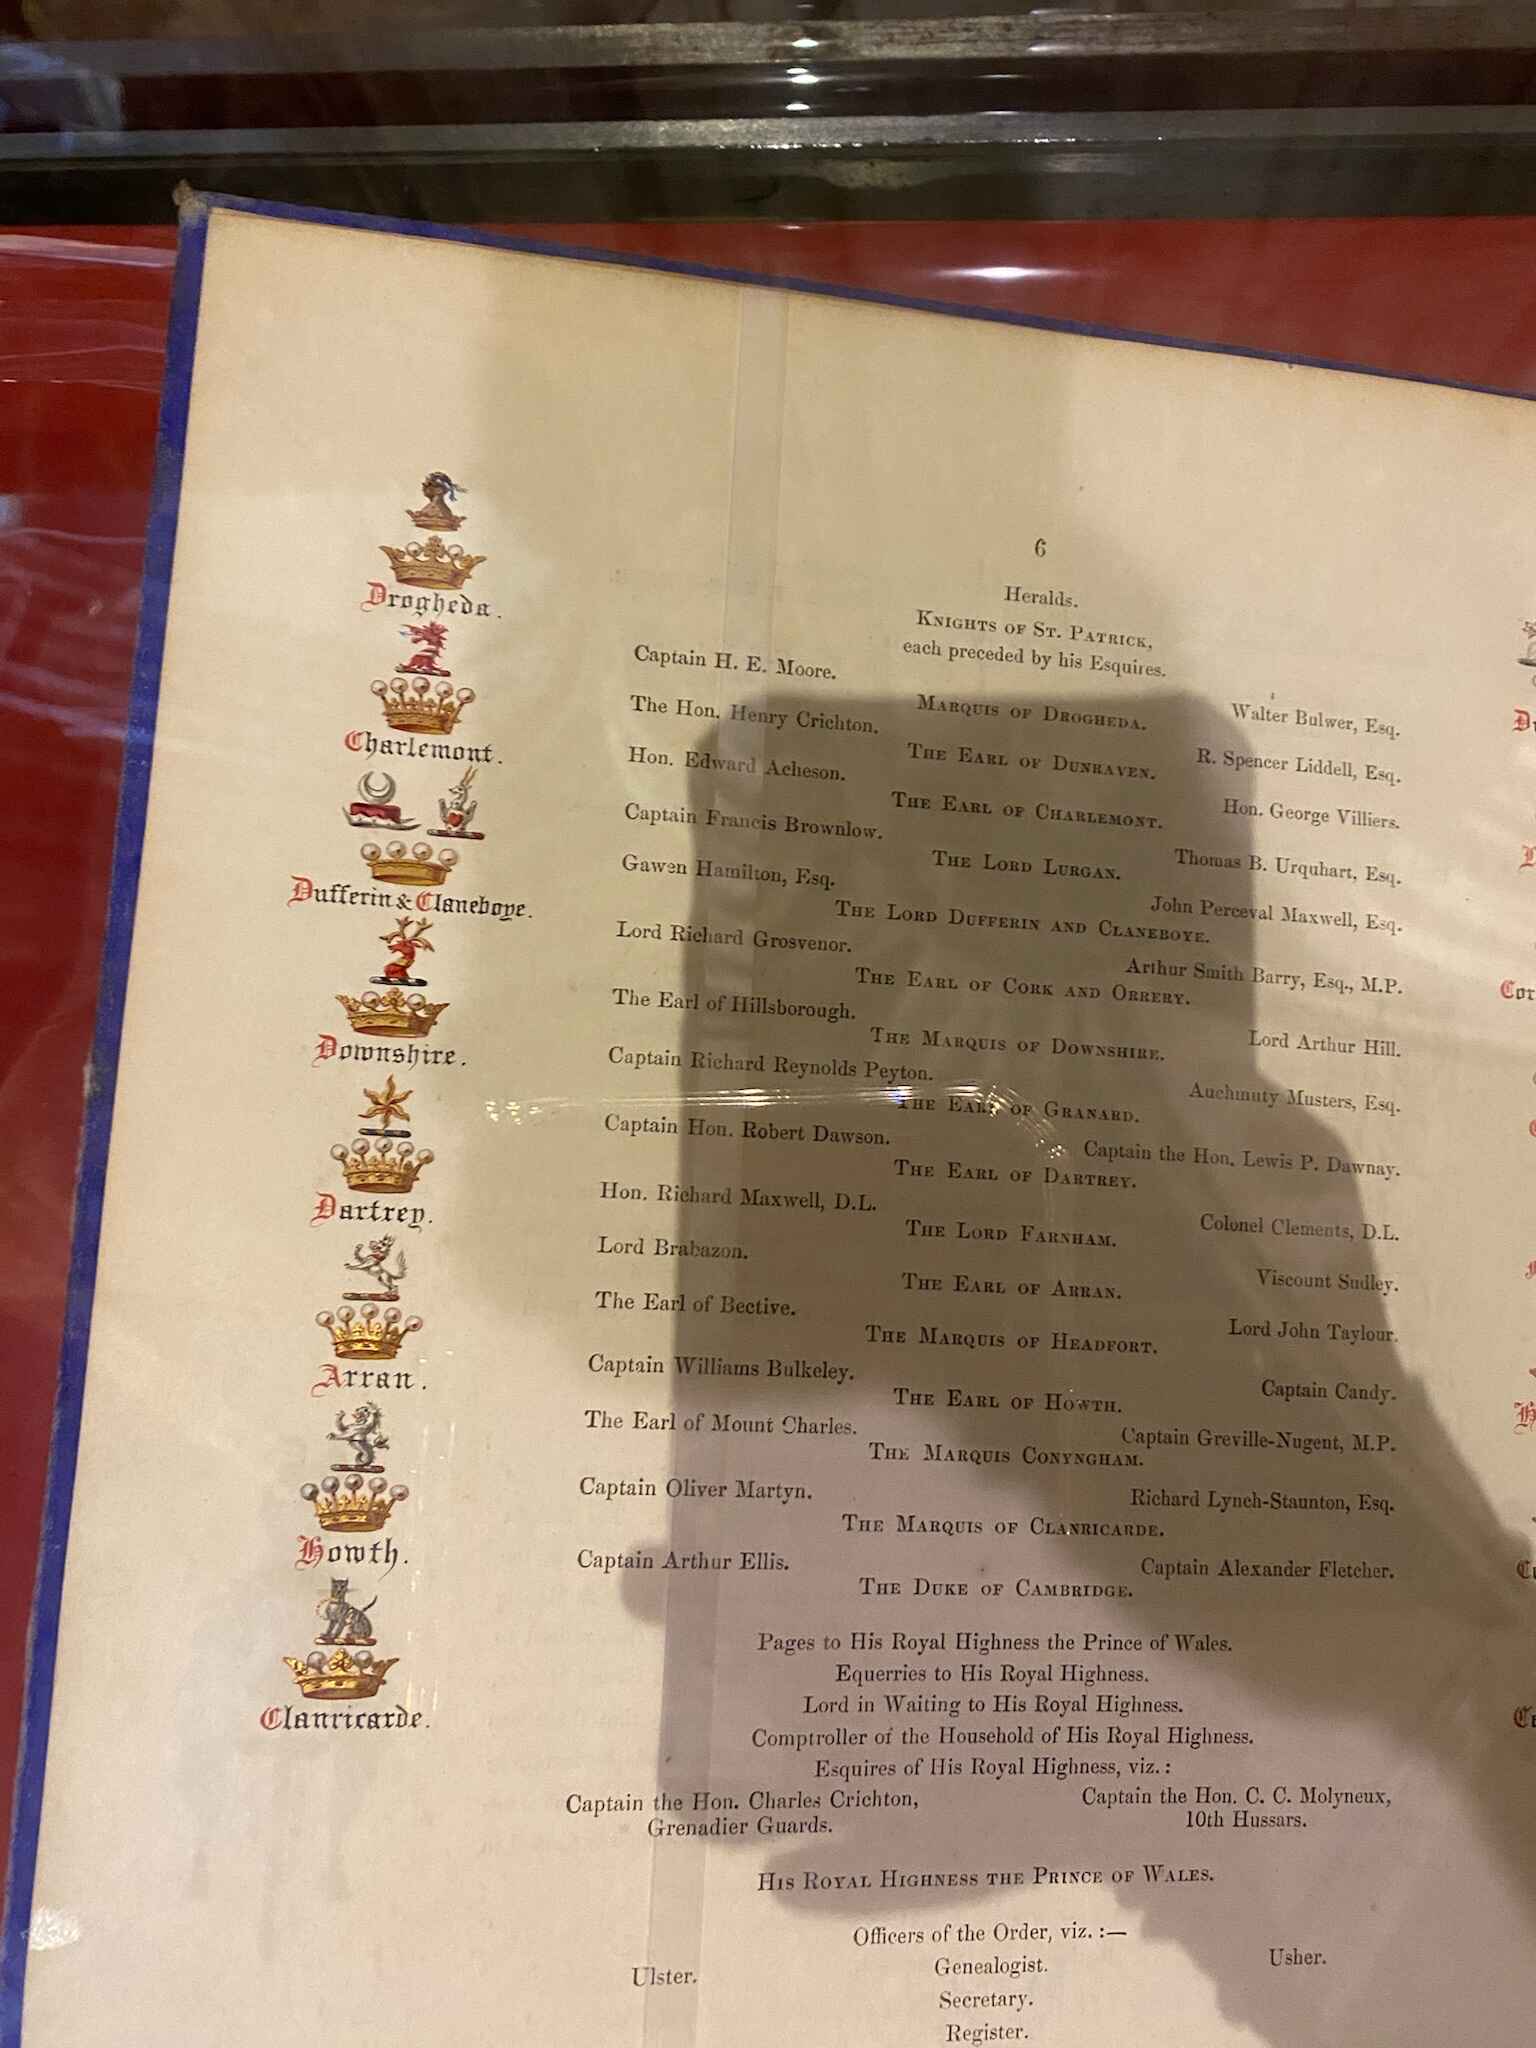 6
Heralds.
KNIGHTS OF ST. PATRICK,
each preceded by his Esquires.
Captain H. E. Moore.
MARQUIS OF DROGHEDA.
Walter Bulwer, Esq.
The Hon. Henry Crichton.
THE EARL OF DUNRAVEN.
R. Spencer Liddell, Esq.
Hon. Edward Acheson.
THE EARL OF CHARLEMONT.
Hon. George Villiers.
Captain Francis Brownlow.
THE LORD LURGAN.
Thomas B. Urquhart, Esq.
Gawen Hamilton, Esq.
THE LORD DUFFERIN AND CLANEBOYE.
John Perceval Maxwell, Esq.
Lord Richard Grosvenor.
THE EARL OF CORK AND ORRERY.
Arthur Smith Barry, Esq., M.P.
The Earl of Hillsborough.
THE MARQUIS OF DOWNSHIRE.
Lord Arthur Hill.
Captain Richard Reynolds Peyton.
THE EARL OF GRANARD.
Auchmuty Musters, Esq.
Captain Hon. Robert Dawson.
THE EARL OF DARTREY.
Captain the Hon. Lewis P. Dawnay.
Hon. Richard Maxwell, D.L.
THE LORD FARNHAM.
Colonel Clements, D.L.
Lord Brabazon.
THE EARL OF ARRAN.
Viscount Sudley.
The Earl of Bective.
THE MARQUIS OF HEADFORT.
Lord John Taylour.
Captain Williams Bulkeley.
THE EARL OF HOWTH.
Captain Candy.
The Earl of Mount Charles.
THE MARQUIS CONYNGHAM.
Captain Greville-Nugent, M.P.
Captain Oliver Martyn.
THE MARQUIS OF CLANRICARDE.
Richard Lynch-Staunton, Esq.
Captain Arthur Ellis.
THE DUKE OF CAMBRIDGE.
Captain Alexander Fletcher.
Pages to His Royal Highness the Prince of Wales.
Equerries to His Royal Highness.
Lord in Waiting to His Royal Highness.
Comptroller of the Household of His Royal Highness.
Esquires of His Royal Highness, viz. :
Captain the Hon. Charles Crichton,
Grenadier Guards.
Captain the Hon. C. C. Molyneux,
10th Hussars.
HIS ROYAL HIGHNESS THE PRINCE OF WALES.
Officers of the Order, viz. :—
Ulster.
Genealogist.
Usher.
Secretary.
Register.
Drogheda.
Charlemont.
Dufferin & Claneboye.
Downshire.
Dartrey.
Arran.
Howth.
Clanricarde.